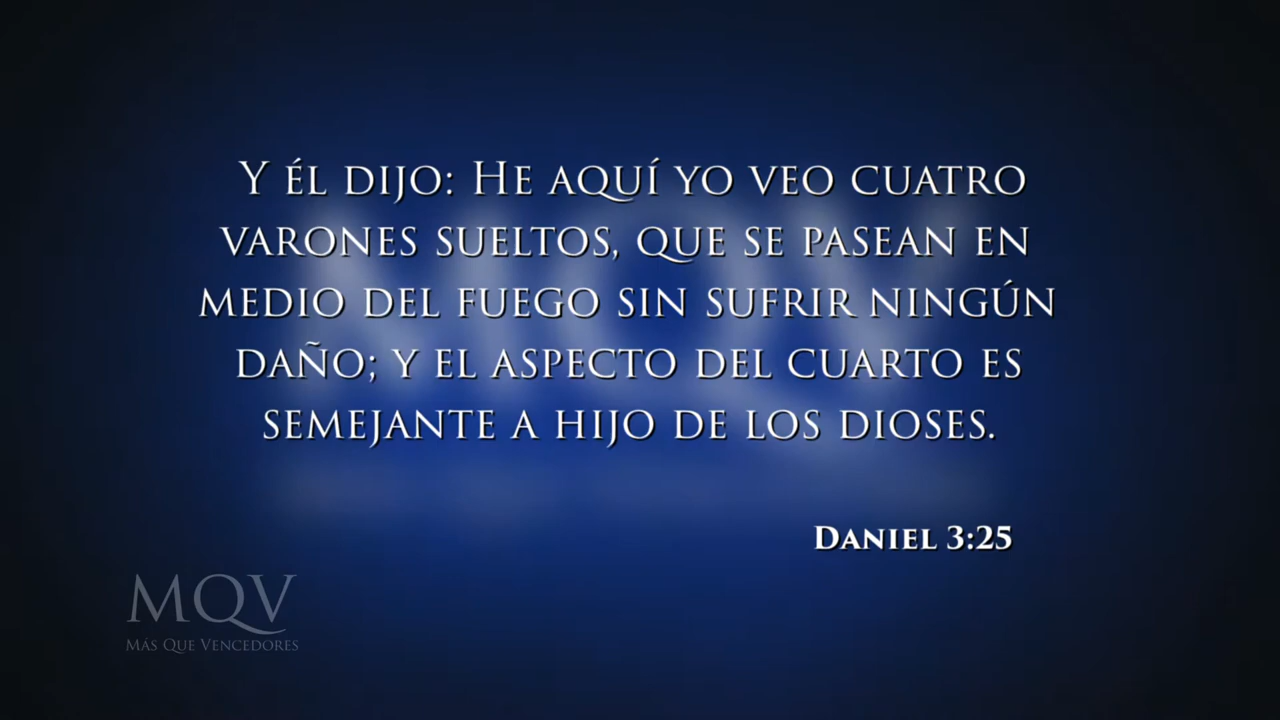 Y él dijo: He aquí yo veo cuatro
varones sueltos, que se pasean en
medio del fuego sin sufrir ningún
daño; y el aspecto del cuarto es
semejante a hijo de los dioses.
Daniel 3:25
MQV
Más Que Vencedores